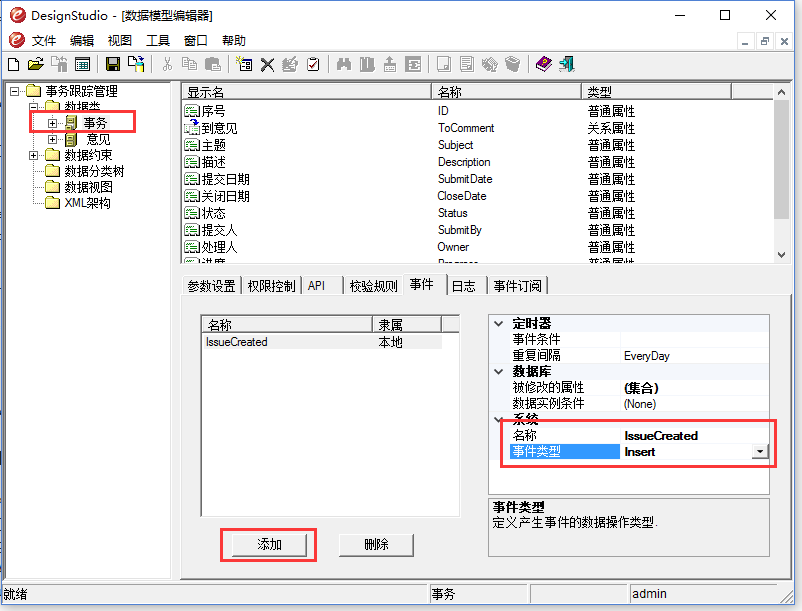 DesignStudio - [数据模型编辑器]
文件 编辑 视图 工具 窗口 帮助
事务跟踪管理
数据类
事务
意见
数据约束
数据分类树
数据视图
XML架构
显示名 名称 类型
序号 ID 普通属性
到意见 ToComment 关系属性
主题 Subject 普通属性
描述 Description 普通属性
提交日期 SubmitDate 普通属性
关闭日期 CloseDate 普通属性
状态 Status 普通属性
提交人 SubmitBy 普通属性
处理人 Owner 普通属性
进度 Progress 普通属性
参数设置 权限控制 API 校验规则 事件 日志 事件订阅
名称 隶属
IssueCreated 本地
添加 删除
定时器
事件条件
重复间隔 EveryDay
数据库
被修改的属性 (集合)
数据实例条件 (None)
系统
名称 IssueCreated
事件类型 Insert
事件类型
定义产生事件的数据操作类型.
就绪 事务 admin